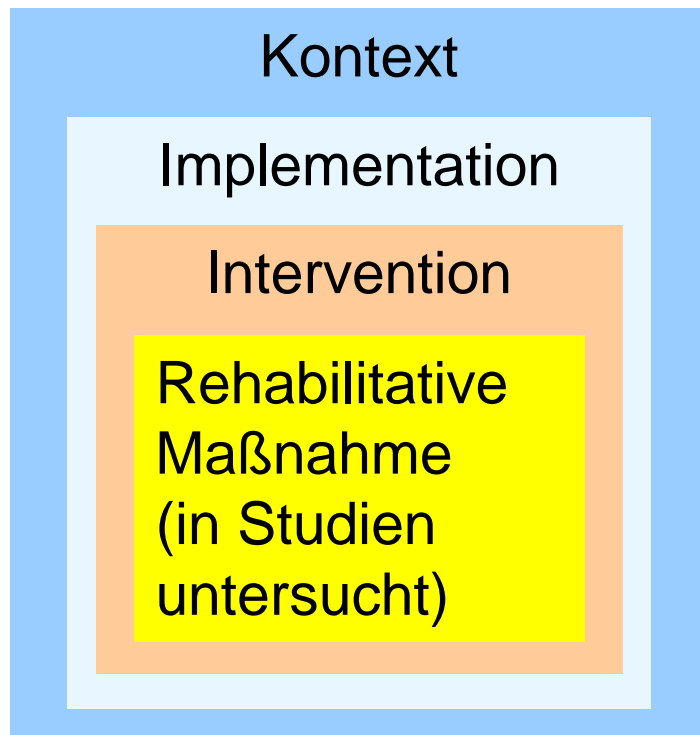 Kontext
Implementation
Intervention
Rehabilitative
Maßnahme
(in Studien
untersucht)